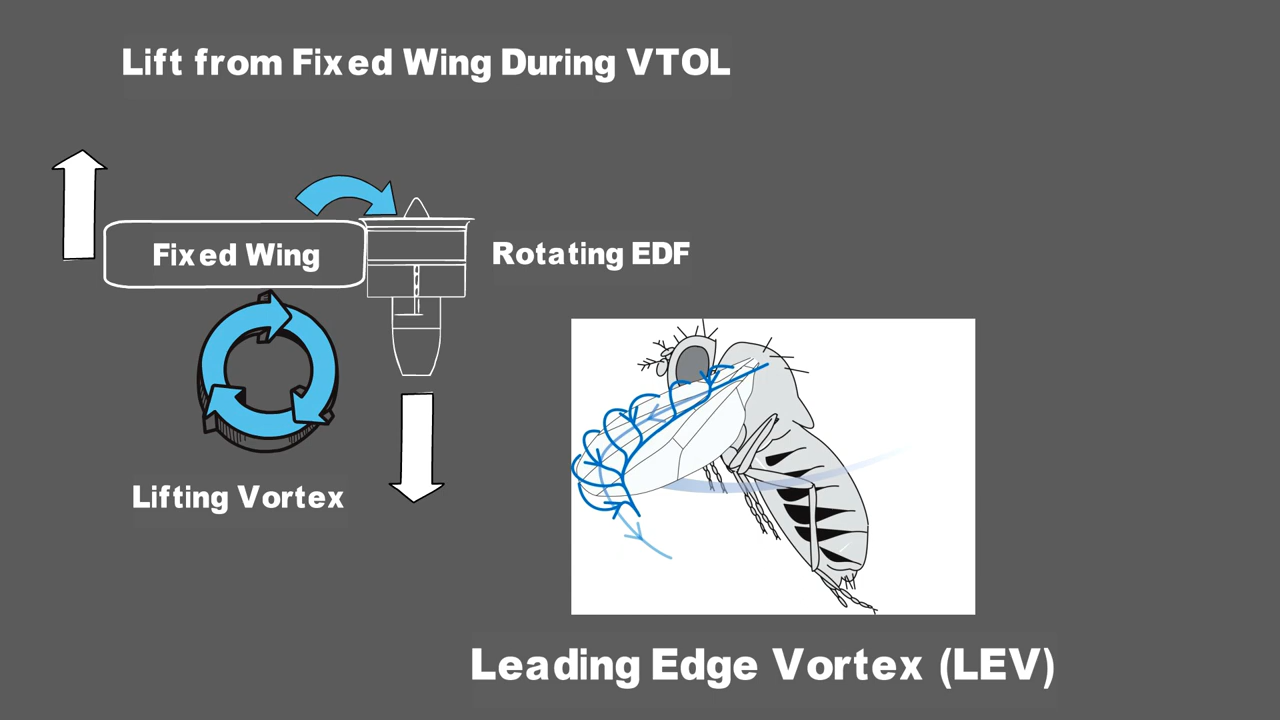 Lift from Fixed Wing During VTOL
Fixed Wing
Rotating EDF
Lifting Vortex
Leading Edge Vortex (LEV)